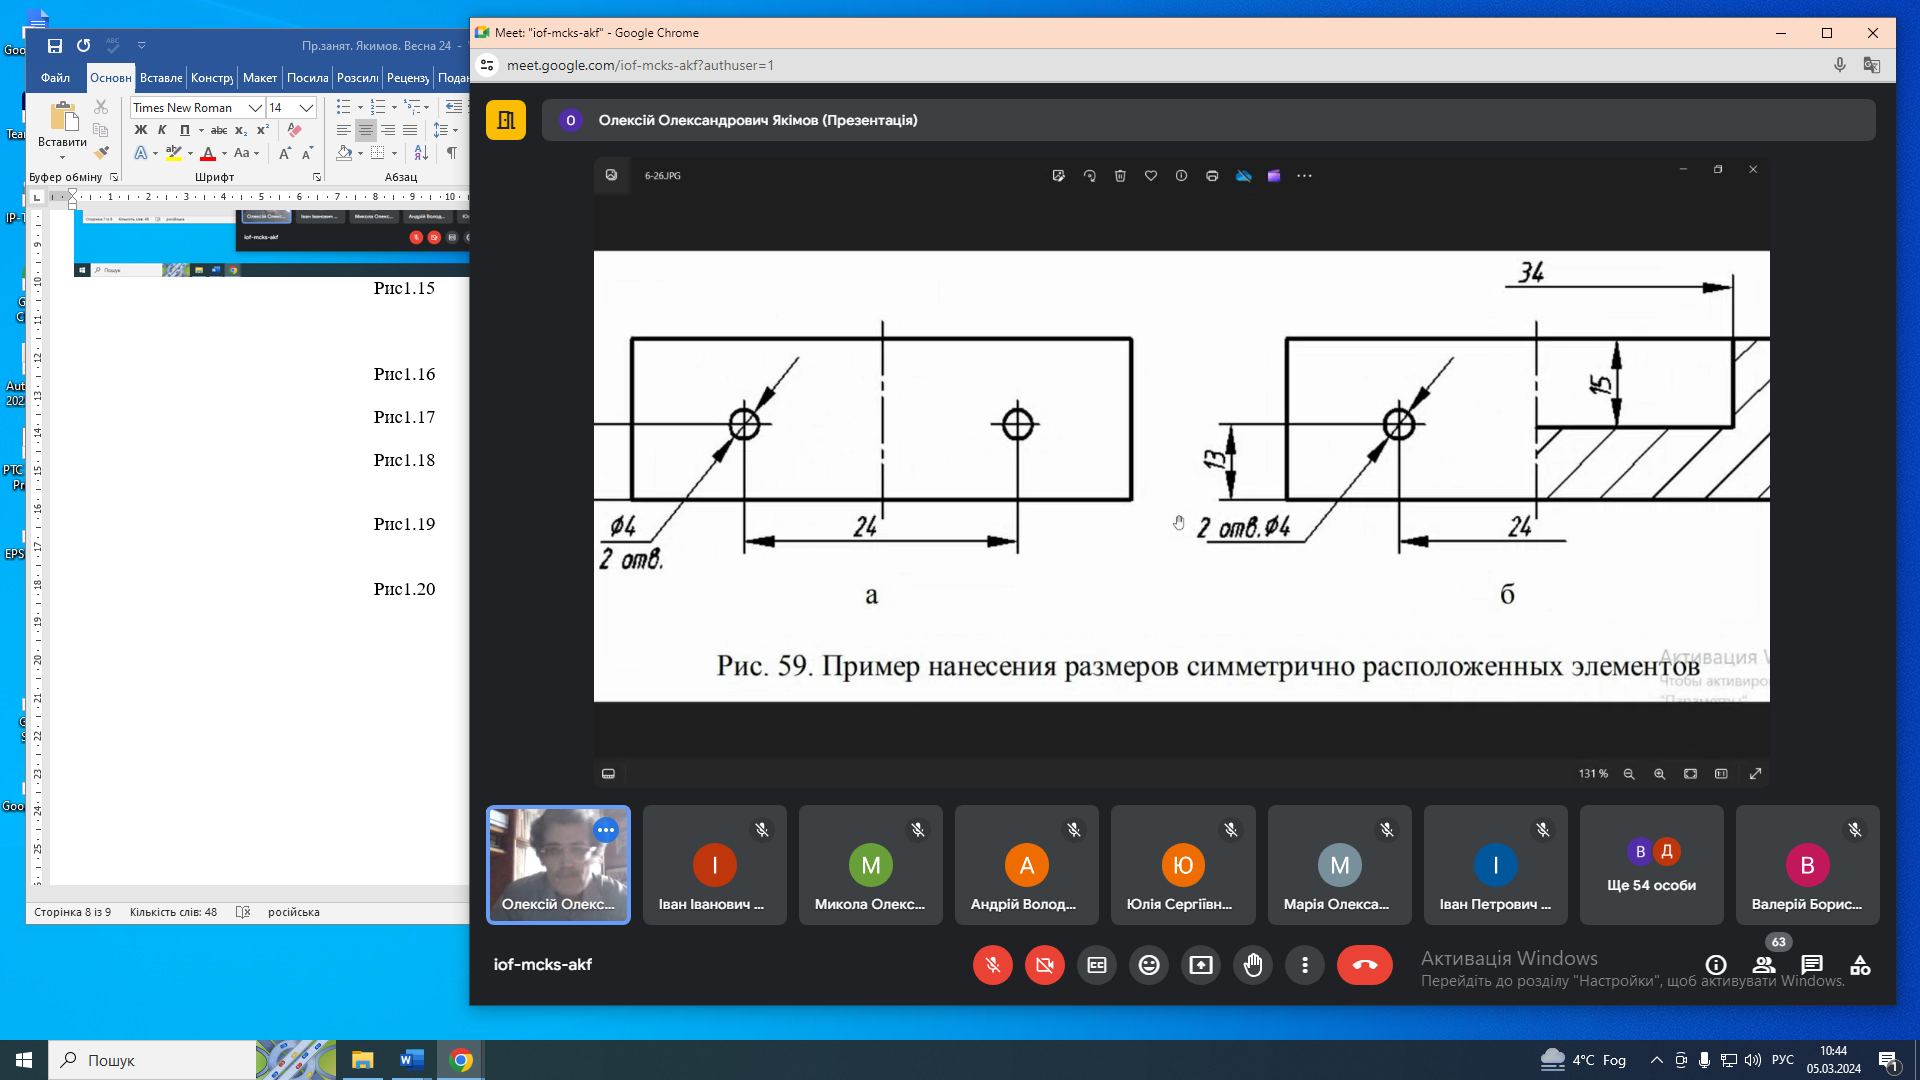 Пр.занят. Якимов. Весна 24 -
Файл
Основн
Вставле
Констру
Макет
Посила
Розсил
Рецензу
Подан
Times New Roman
14
Вставити
Буфер обміну
Шрифт
Абзац
Рис1.15
Рис1.16
Рис1.17
Рис1.18
Рис1.19
Рис1.20
Сторінка 8 із 9
Кількість слів: 48
російська
Meet: "iof-mcks-akf" - Google Chrome
meet.google.com/iof-mcks-akf?authuser=1
О
Олексій Олександрович Якімов (Презентація)
6-26.JPG
34
15
13
ϕ4
2 отв.
24
2 отв.ϕ4
24
а
б
Рис. 59. Пример нанесения размеров симметрично расположенных элементов
Активация
131 %
Олексій Олекс...
І
Іван Іванович ...
М
Микола Олекс...
А
Андрій Волод...
Ю
Юлія Сергіївн...
М
Марія Олекса...
І
Іван Петрович ...
В Д
Ще 54 особи
В
Валерій Борис...
iof-mcks-akf
63
Активація Windows
Перейдіть до розділу "Настройки", щоб активувати Windows.
Пошук
4°C Fog
РУС
10:44
05.03.2024
1